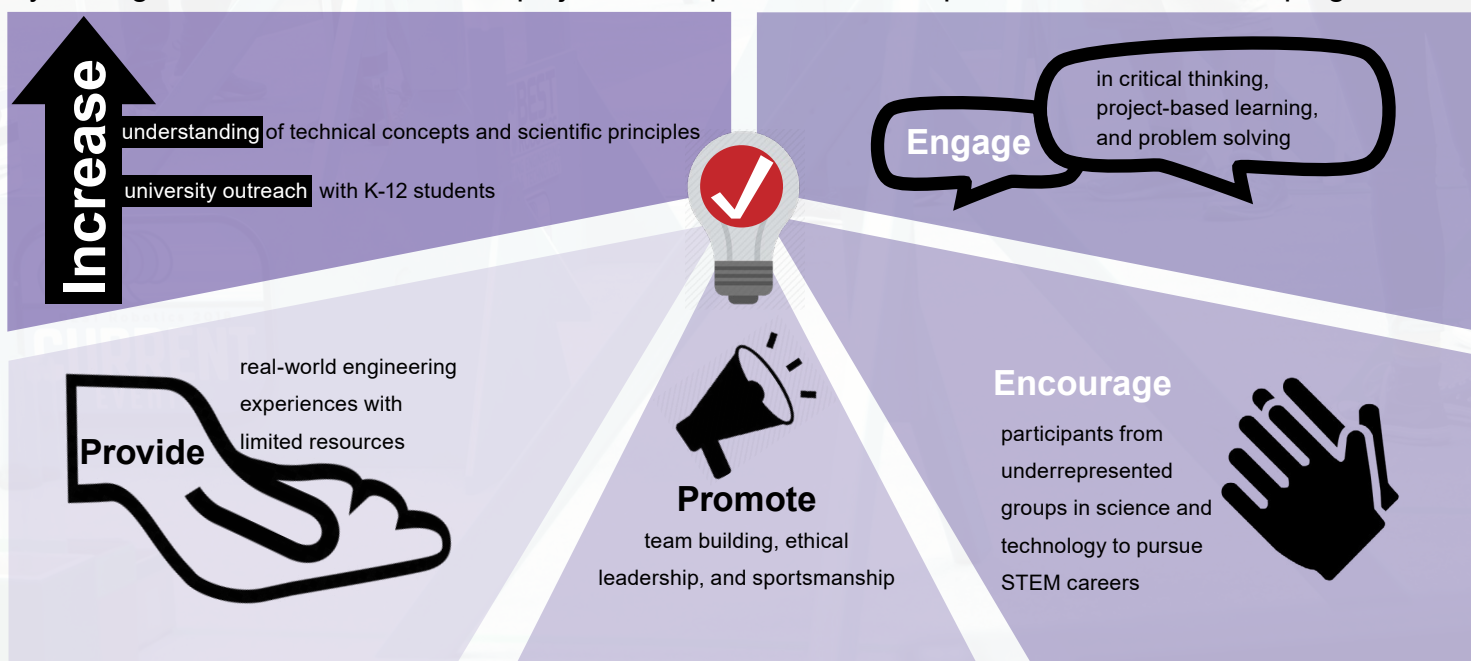 Increase
understanding of technical concepts and scientific principles
university outreach with K-12 students
Engage
in critical thinking,
project-based learning,
and problem solving
Provide
real-world engineering
experiences with
limited resources
Promote
team building, ethical
leadership, and sportsmanship
Encourage
participants from
underrepresented
groups in science and
technology to pursue
STEM careers
CURRENT
BEST